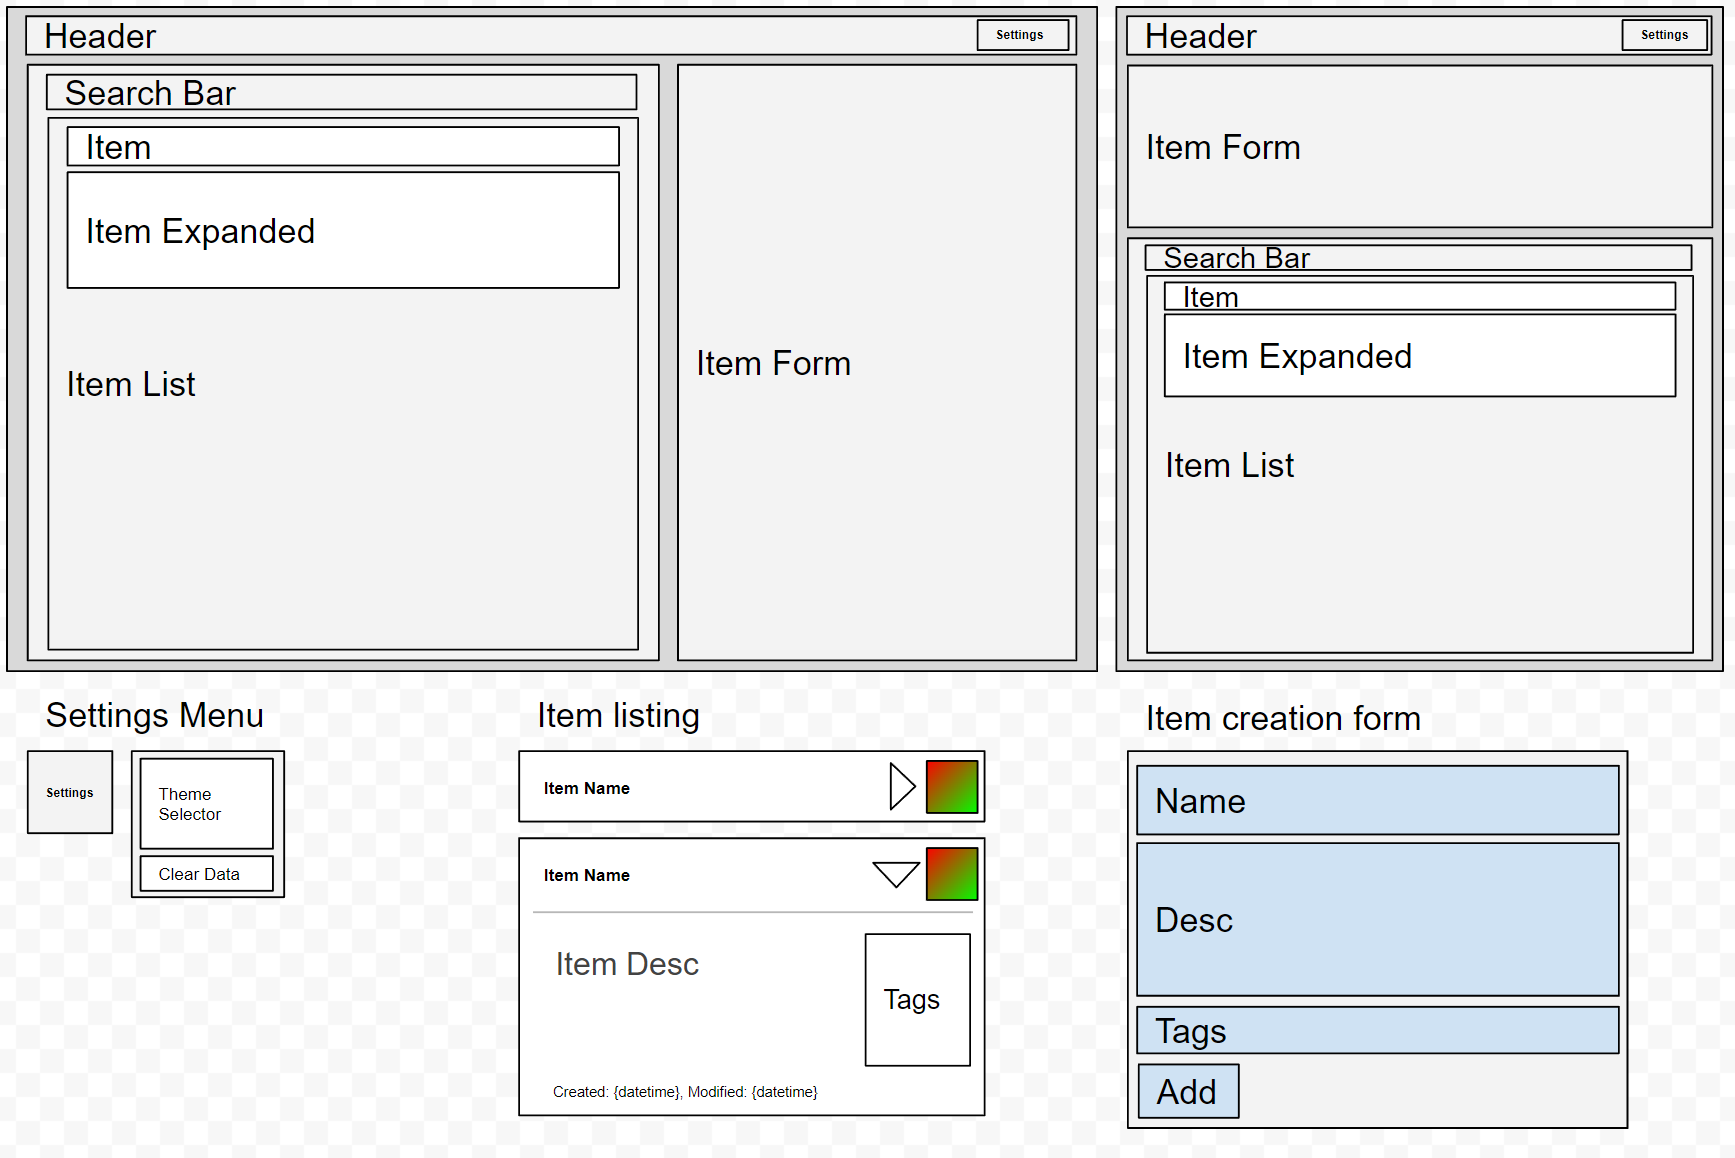 Header
Settings
Search Bar
Item
Item Expanded
Item List
Item Form
Header
Settings
Item Form
Search Bar
Item
Item Expanded
Item List
Settings Menu
Settings
Theme
Selector
Clear Data
Item listing
Item Name
Item Name
Item Desc
Tags
Created: {datetime}, Modified: {datetime}
Item creation form
Name
Desc
Tags
Add